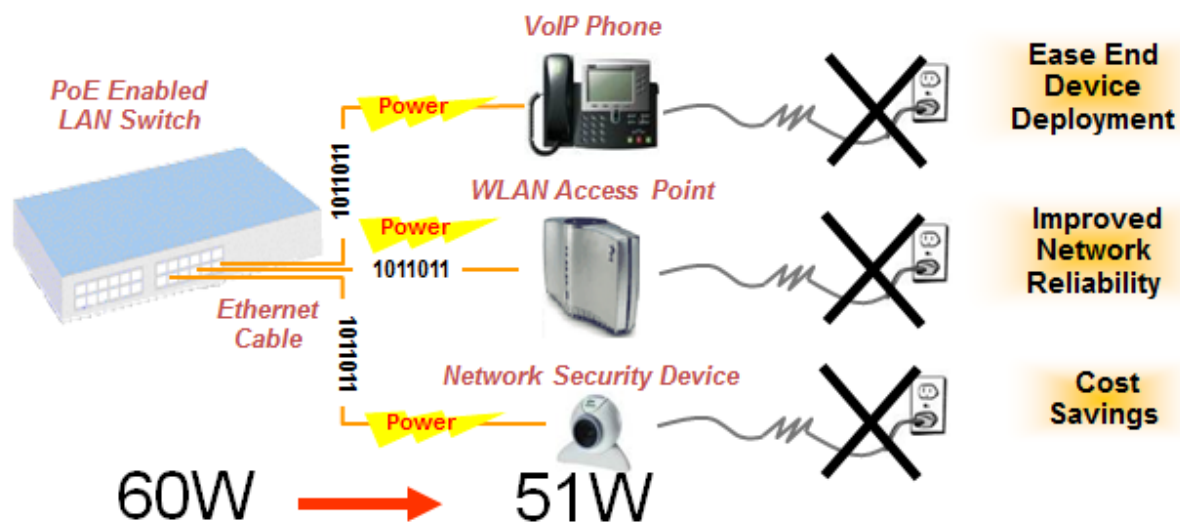 VoIP Phone
PoE Enabled
LAN Switch
Power
1011011
Ease End
Device
Deployment
WLAN Access Point
Power
1011011
Improved
Network
Reliability
Ethernet
Cable
1011011
Network Security Device
Power
Cost
Savings
60W
51W